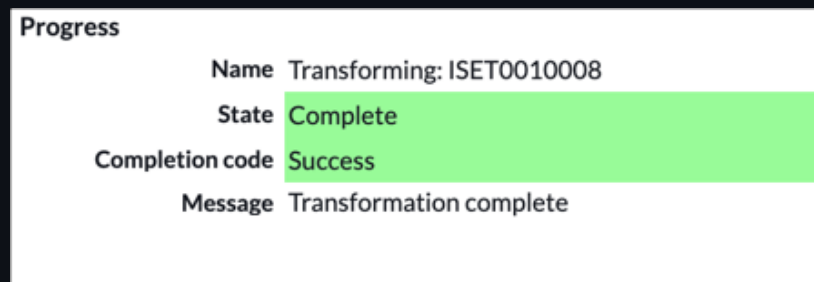 Progress
Name Transforming: ISET0010008
State Complete
Completion code Success
Message Transformation complete